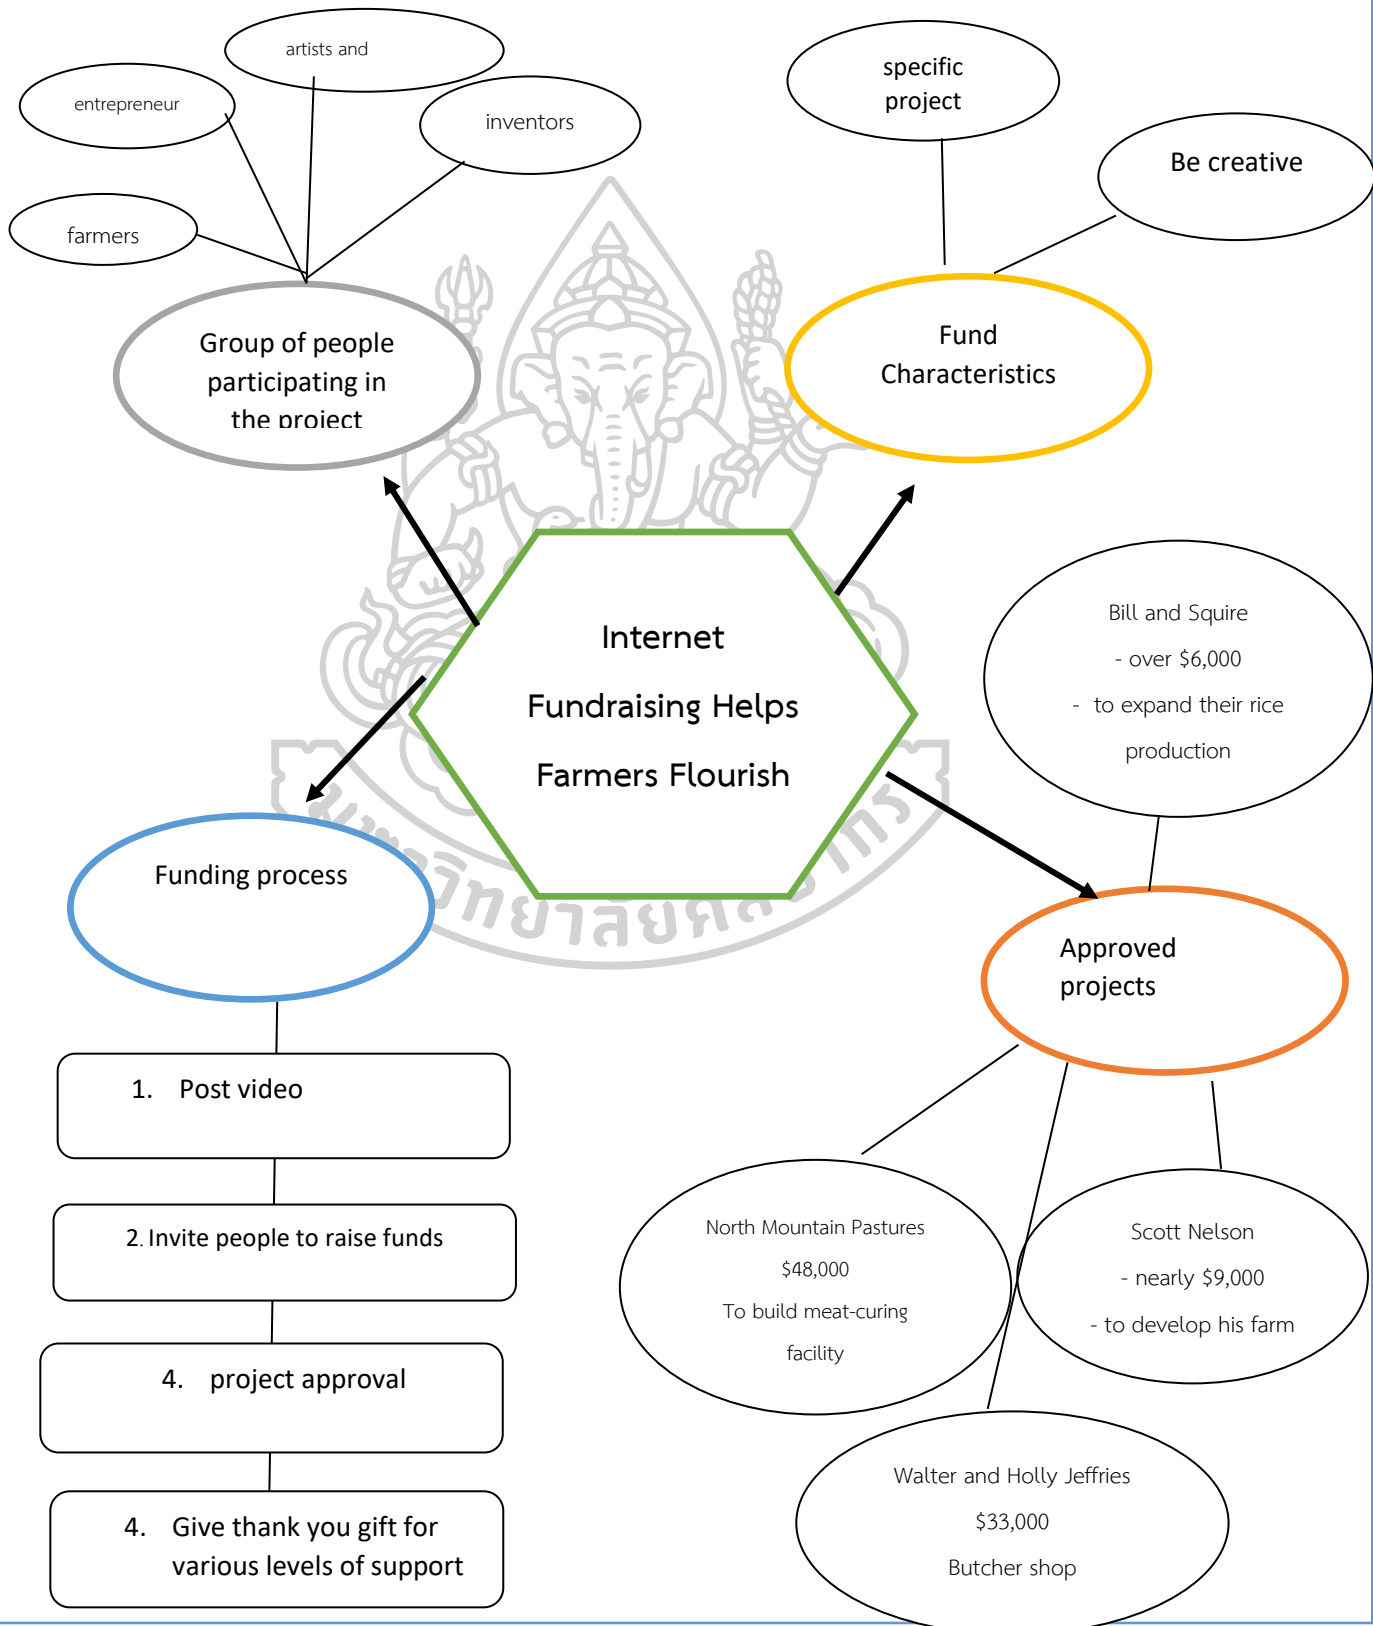 artists and
entrepreneur
inventors
farmers
Group of people
participating in
the project
specific
project
Be creative
Fund
Characteristics
Internet
Fundraising Helps
Farmers Flourish
Bill and Squire
- over $6,000
- to expand their rice
production
Funding process
1. Post video
2. Invite people to raise funds
4. project approval
4. Give thank you gift for
various levels of support
Approved
projects
North Mountain Pastures
$48,000
To build meat-curing
facility
Scott Nelson
- nearly $9,000
- to develop his farm
Walter and Holly Jeffries
$33,000
Butcher shop